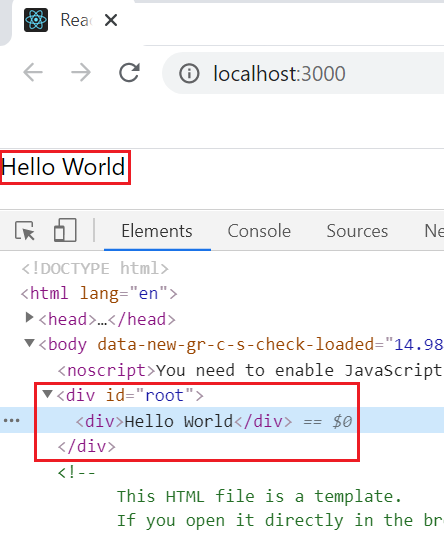 Reac
localhost:3000
Hello World
Elements Console Sources Ne
<!DOCTYPE html>
<html lang="en">
<head>…</head>
<body data-new-gr-c-s-check-loaded="14.98
<noscript>You need to enable JavaScript
<div id="root">
… <div>Hello World</div> == $0
</div>
<!--
This HTML file is a template.
If you open it directly in the bro